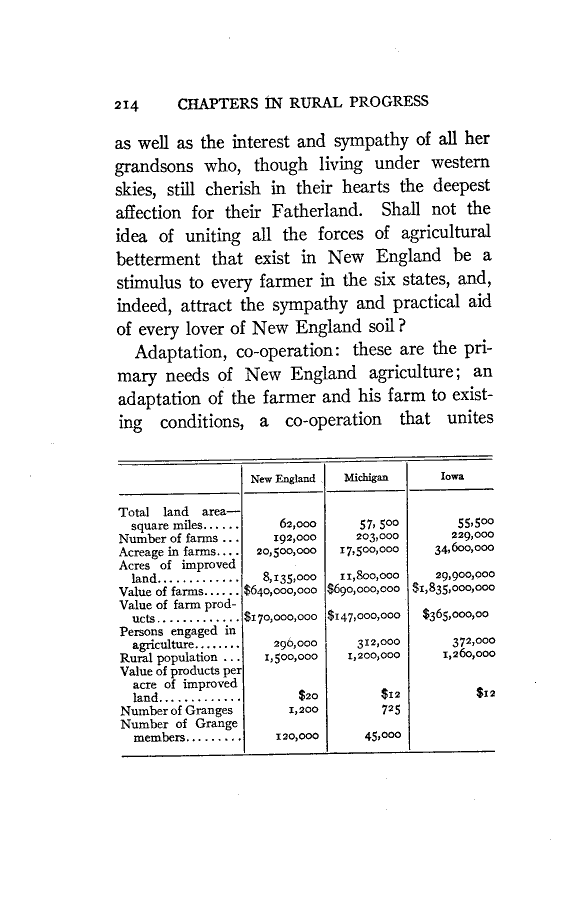 214 CHAPTERS IN RURAL PROGRESS
as well as the interest and sympathy of all her
grandsons who, though living under western
skies, still cherish in their hearts the deepest
affection for their Fatherland. Shall not the
idea of uniting all the forces of agricultural
betterment that exist in New England be a
stimulus to every farmer in the six states, and,
indeed, attract the sympathy and practical aid
of every lover of New England soil?
Adaptation, co-operation: these are the pri-
mary needs of New England agriculture; an
adaptation of the farmer and his farm to exist-
ing conditions, a co-operation that unites
New England Michigan Iowa
Total land area—
square miles...... 62,000 57, 500 55,500
Number of farms ... 192,000 203,000 229,000
Acreage in farms.... 20,500,000 17,500,000 34,600,000
Acres of improved
land............. 8,135,000 11,800,000 29,900,000
Value of farms...... $640,000,000 $690,000,000 $1,835,000,000
Value of farm prod-
ucts............. $170,000,000 $147,000,000 $365,000,00
Persons engaged in
agriculture........ 296,000 312,000 372,000
Rural population ... 1,500,000 1,200,000 1,260,000
Value of products per
acre of improved
land............. $20 $12 $12
Number of Granges 1,200 725
Number of Grange
members......... 120,000 45,000